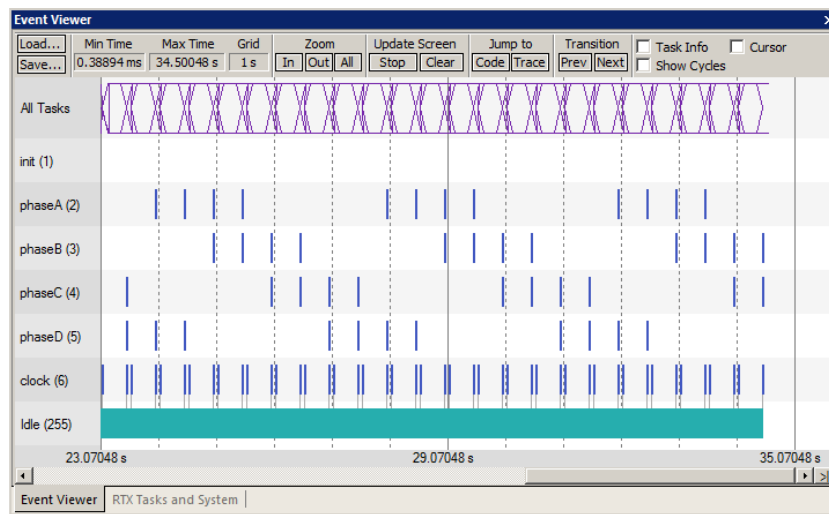 Event Viewer
Load... Min Time Max Time Grid Zoom Update Screen Jump to Transition Task Info Cursor
Save... 0.38894 ms 34.50048 s 1 s In Out All Stop Clear Code Trace Prev Next Show Cycles
All Tasks
init (1)
phaseA (2)
phaseB (3)
phaseC (4)
phaseD (5)
clock (6)
Idle (255)
23.07048 s 29.07048 s 35.07048 s
Event Viewer RTX Tasks and System